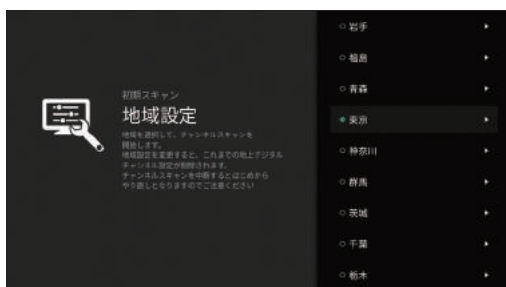 初期スキャン
地域設定
地域を選択して、チャンネルスキャンを
開始します。
地域設定を変更すると、これまでの地上デジタル
チャンネル設定が削除されます。
チャンネルスキャンを中断するとはじめから
やり直しとなりますのでご注意ください
岩手
福島
青森
東京
神奈川
群馬
茨城
千葉
栃木